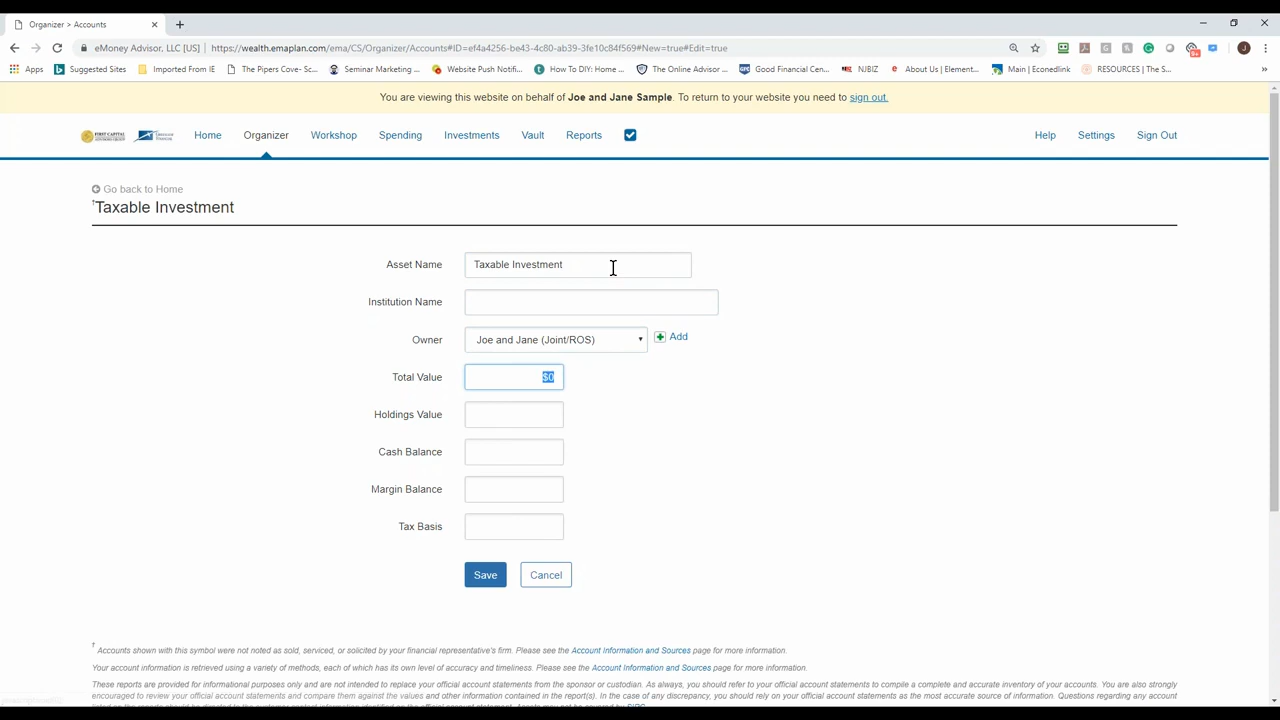 Organizer > Accounts
eMoney Advisor, LLC [US] | https://wealth.emaplan.com/ema/CS/Organizer/Accounts#ID=ef4a4256-be43-4c80-ab39-3fe10c84f569#New=true#Edit=true
Apps Suggested Sites Imported From IE The Pipers Cove- Sc... Seminar Marketing ... Website Push Notifi... How To DIY: Home ... The Online Advisor ... Good Financial Cen... NJBIZ About Us | Element... Main | Econedlink RESOURCES | The S... »
You are viewing this website on behalf of Joe and Jane Sample. To return to your website you need to sign out.
FIRST CAPITAL Home Organizer Workshop Spending Investments Vault Reports Help Settings Sign Out
Go back to Home
†Taxable Investment
Asset Name Taxable Investment
Institution Name
Owner Joe and Jane (Joint/ROS) Add
Total Value $0
Holdings Value
Cash Balance
Margin Balance
Tax Basis
Save Cancel
† Accounts shown with this symbol were not noted as sold, serviced, or solicited by your financial representative's firm. Please see the Account Information and Sources page for more information.
Your account information is retrieved using a variety of methods, each of which has its own level of accuracy and timeliness. Please see the Account Information and Sources page for more information.
These reports are provided for informational purposes only and are not intended to replace your official account statements from the sponsor or custodian. As always, you should refer to your official account statements to compile a complete and accurate inventory of your accounts. You are also strongly
encouraged to review your official account statements and compare them against the values and other information contained in the report(s). In the case of any discrepancy, you should rely on your official account statements as the most accurate source of information. Questions regarding any account